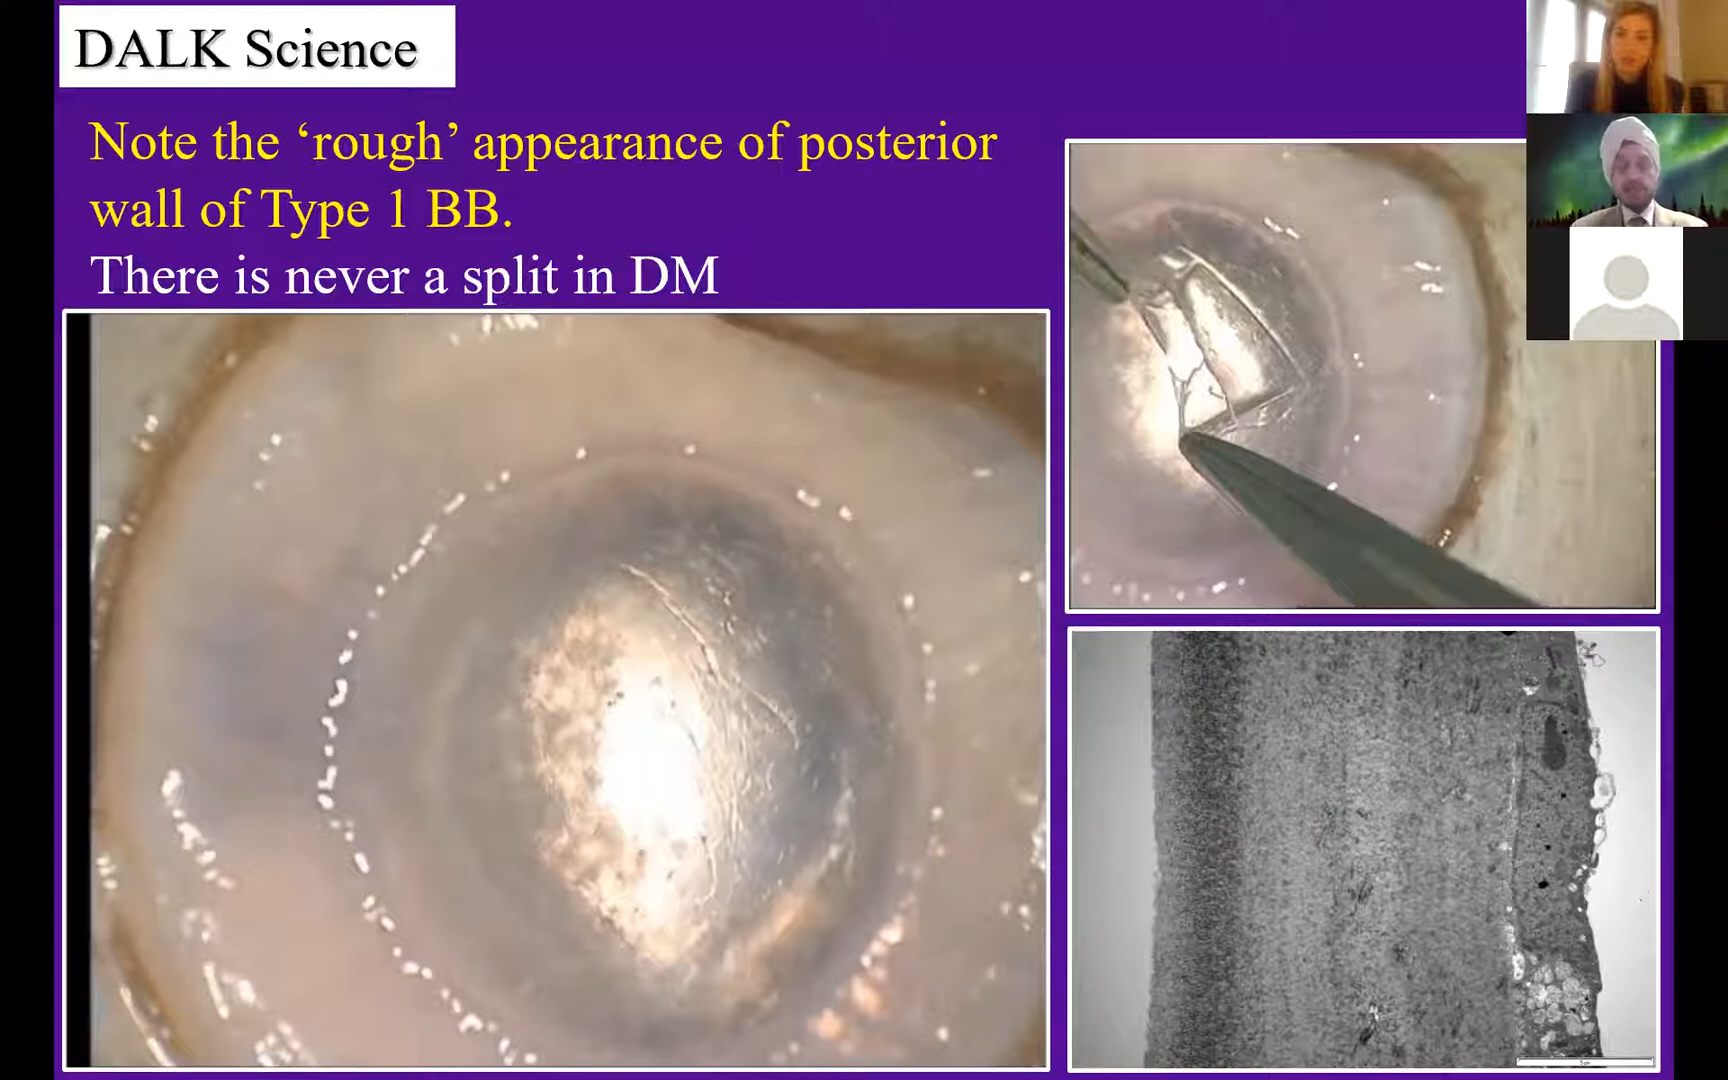 DALK Science
Note the ‘rough’ appearance of posterior
wall of Type 1 BB.
There is never a split in DM